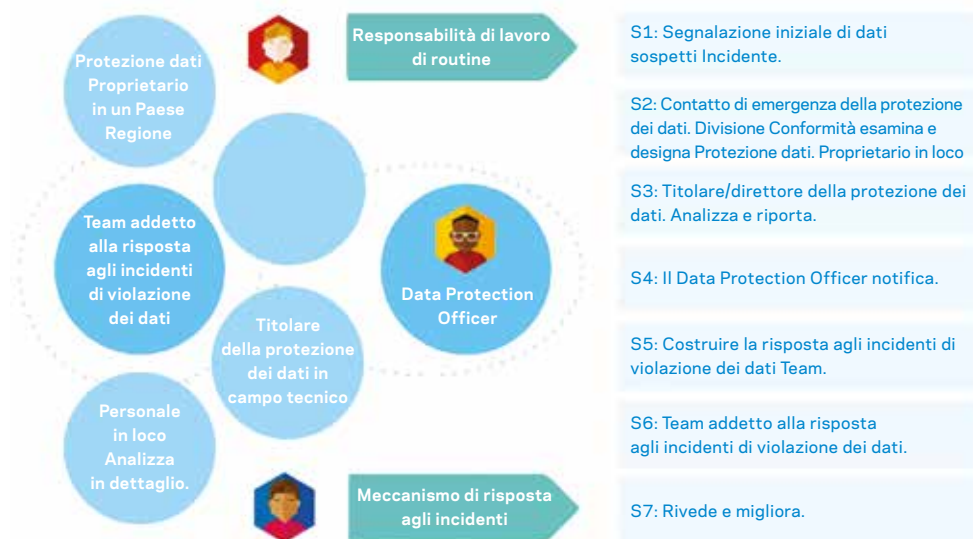 Protezione dati
Proprietario
in un Paese
Regione
Team addetto
alla risposta
agli incidenti
di violazione
dei dati
Personale
in loco
Analizza
in dettaglio.
Titolare
della protezione
dei dati in
campo tecnico
Data Protection
Officer
Responsabilità di lavoro
di routine
Meccanismo di risposta
agli incidenti
S1: Segnalazione iniziale di dati
sospetti Incidente.
S2: Contatto di emergenza della protezione
dei dati. Divisione Conformità esamina e
designa Protezione dati. Proprietario in loco
S3: Titolare/direttore della protezione dei
dati. Analizza e riporta.
S4: Il Data Protection Officer notifica.
S5: Costruire la risposta agli incidenti di
violazione dei dati Team.
S6: Team addetto alla risposta
agli incidenti di violazione dei dati.
S7: Rivede e migliora.